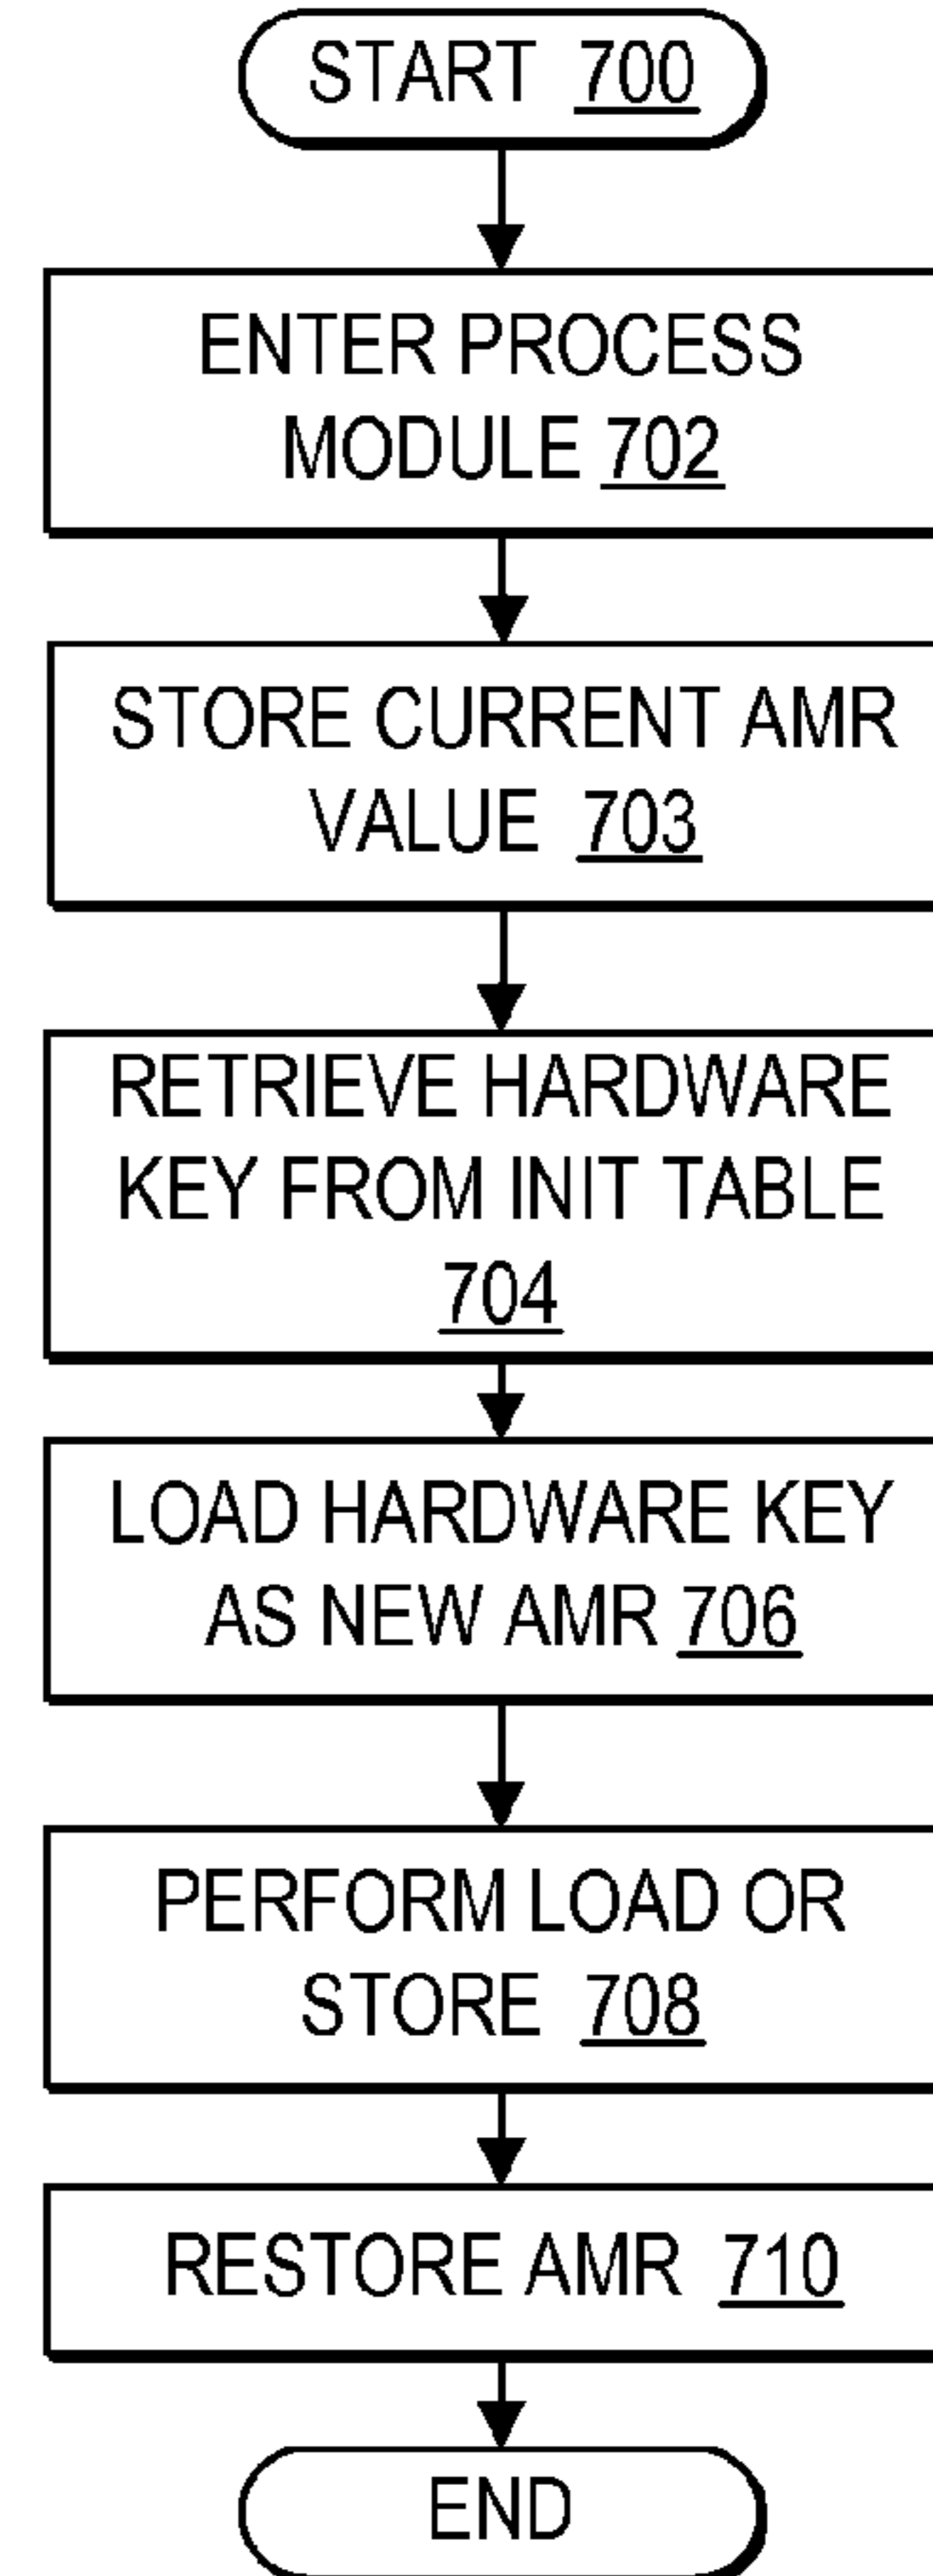 START 700
ENTER PROCESS
MODULE 702
STORE CURRENT AMR
VALUE 703
RETRIEVE HARDWARE
KEY FROM INIT TABLE
704
LOAD HARDWARE KEY
AS NEW AMR 706
PERFORM LOAD OR
STORE 708
RESTORE AMR 710
END